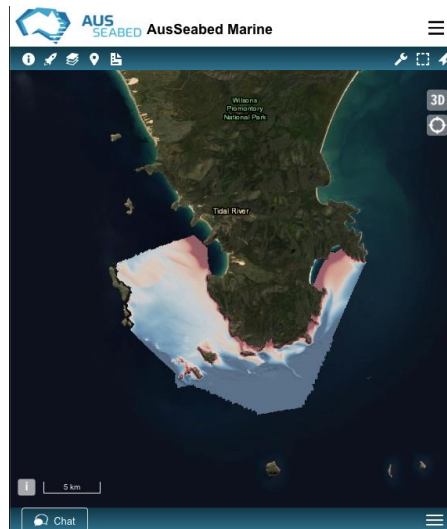 AUS
SEABED
AusSeabed Marine
3D
Wilsons
Promontory
National Park
Tidal River
i
5 km
Chat